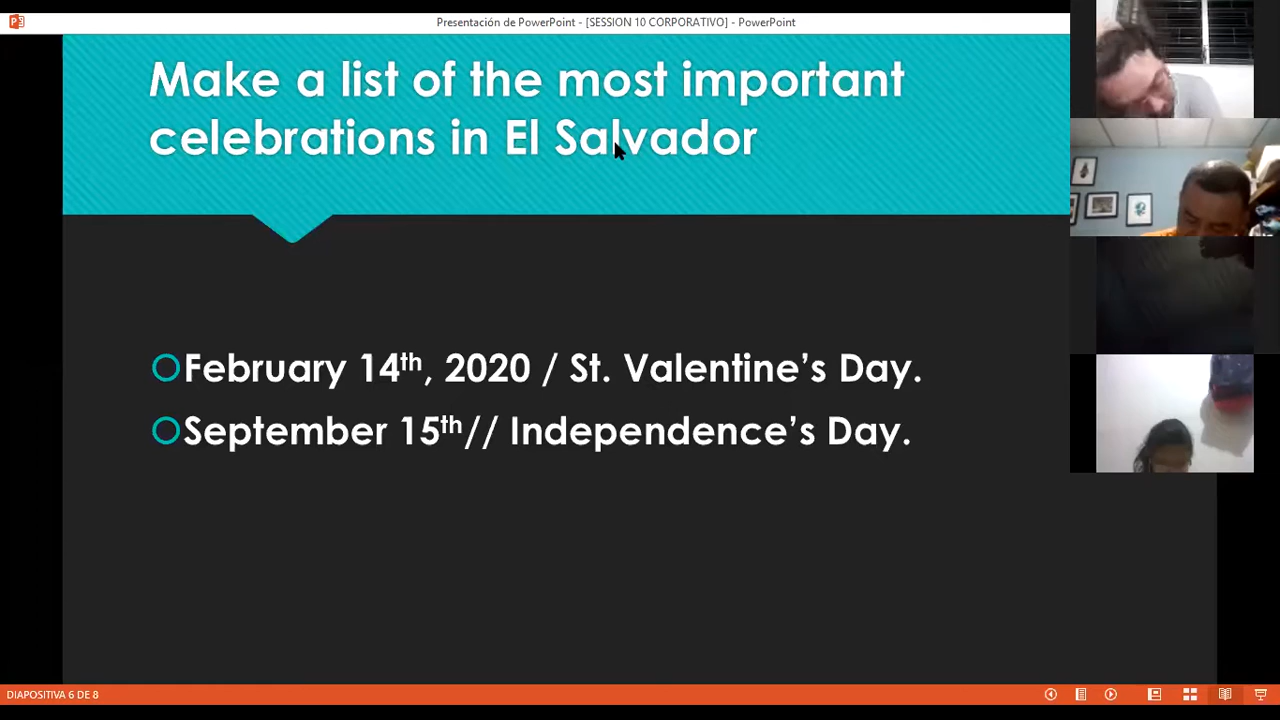 Presentación de PowerPoint - [SESSION 10 CORPORATIVO] - PowerPoint
Make a list of the most important
celebrations in El Salvador
February 14th, 2020 / St. Valentine’s Day.
September 15th// Independence’s Day.
DIAPOSITIVA 6 DE 8